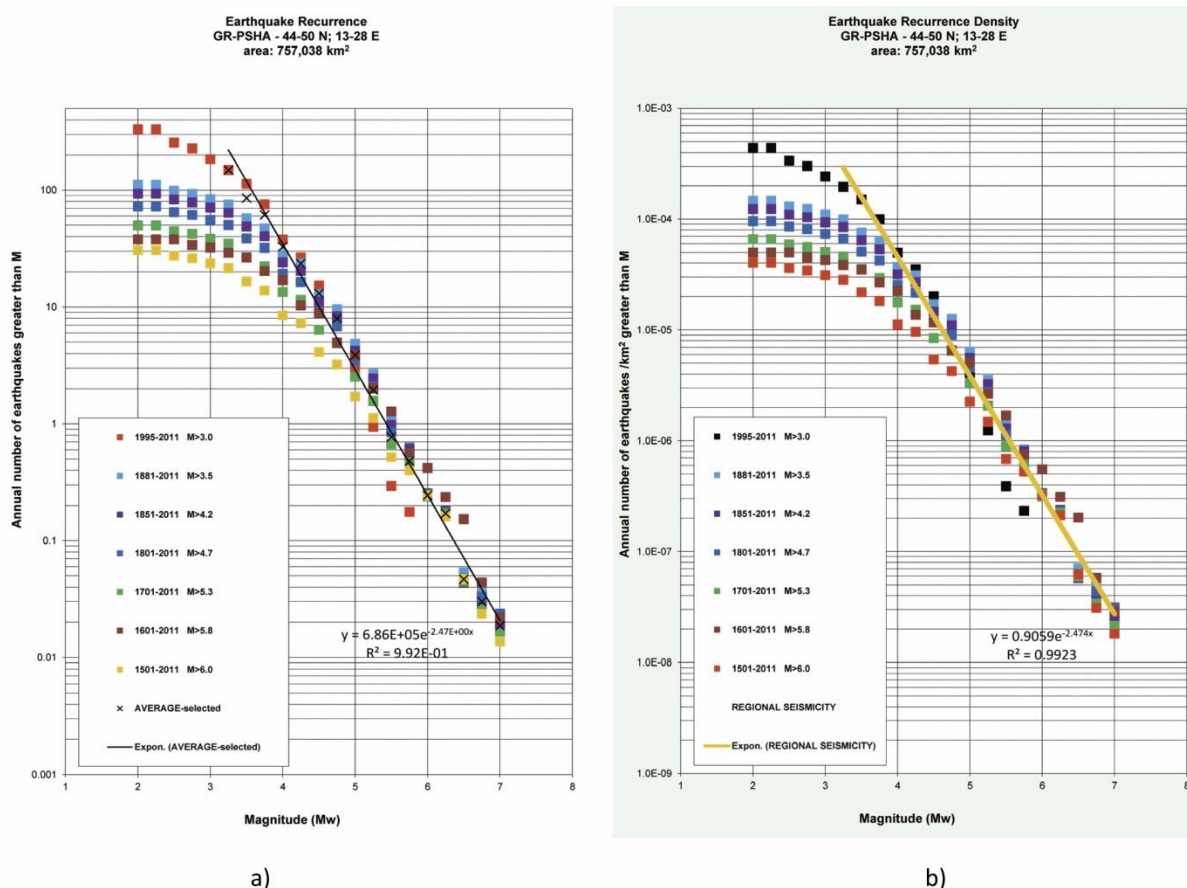 Earthquake Recurrence
GR-PSHA - 44-50 N; 13-28 E
area: 757,038 km²
Annual number of earthquakes greater than M
100
10
1
0.1
0.01
0.001
1995-2011 M>3.0
1881-2011 M>3.5
1851-2011 M>4.2
1801-2011 M>4.7
1701-2011 M>5.3
1601-2011 M>5.8
1501-2011 M>6.0
AVERAGE-selected
Expon. (AVERAGE-selected)
y = 6.86E+05e^-2.47E+00x
R² = 9.92E-01
1 2 3 4 5 6 7 8
Magnitude (Mw)
a)
Earthquake Recurrence Density
GR-PSHA - 44-50 N; 13-28 E
area: 757,038 km²
Annual number of earthquakes /km² greater than M
1.0E-03
1.0E-04
1.0E-05
1.0E-06
1.0E-07
1.0E-08
1.0E-09
1995-2011 M>3.0
1881-2011 M>3.5
1851-2011 M>4.2
1801-2011 M>4.7
1701-2011 M>5.3
1601-2011 M>5.8
1501-2011 M>6.0
REGIONAL SEISMICITY
Expon. (REGIONAL SEISMICITY)
y = 0.9059e^-2.474x
R² = 0.9923
1 2 3 4 5 6 7 8
Magnitude (Mw)
b)